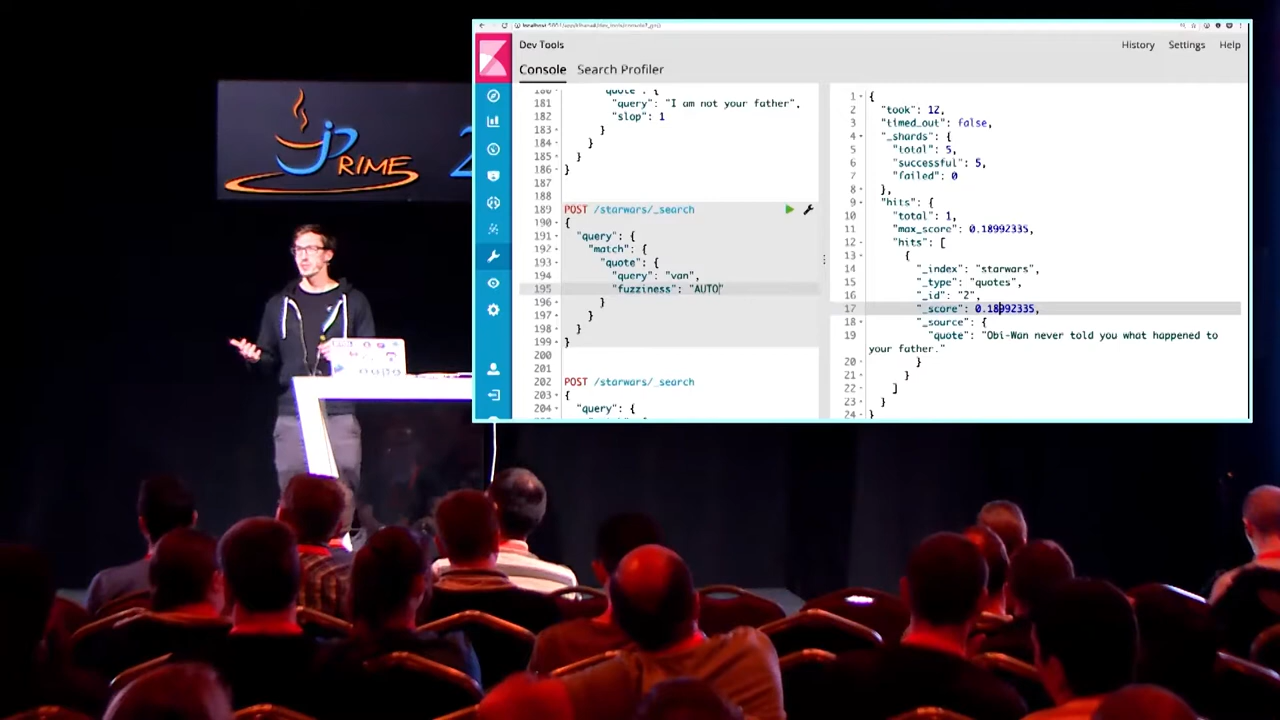 JPRIME 2
Dev Tools
History Settings Help
Console Search Profiler
180 "quote": {
181 "query": "I am not your father",
182 "slop": 1
183 }
184 }
185 }
186 }
187
188
189 POST /starwars/_search
190 {
191 "query": {
192 "match": {
193 "quote": {
194 "query": "van",
195 "fuzziness": "AUTO"
196 }
197 }
198 }
199 }
200
201
202 POST /starwars/_search
203 {
204 "query": {
1 {
2 "took": 12,
3 "timed_out": false,
4 "_shards": {
5 "total": 5,
6 "successful": 5,
7 "failed": 0
8 },
9 "hits": {
10 "total": 1,
11 "max_score": 0.18992335,
12 "hits": [
13 {
14 "_index": "starwars",
15 "_type": "quotes",
16 "_id": "2",
17 "_score": 0.18992335,
18 "_source": {
19 "quote": "Obi-Wan never told you what happened to
your father."
20 }
21 }
22 ]
23 }
24 }